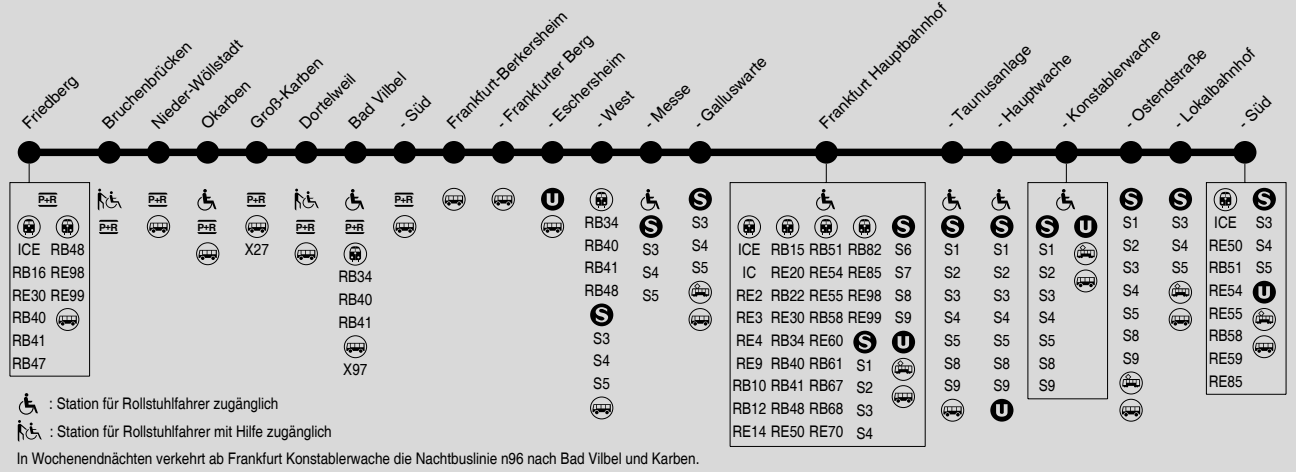 Friedberg
Bruchenbrücken
Nieder-Wöllstadt
Okarben
Groß-Karben
Dortelweil
Bad Vilbel
- Süd
Frankfurt-Berkersheim
- Frankfurter Berg
- Eschersheim
- West
- Messe
- Galluswarte
Frankfurt Hauptbahnhof
- Taunusanlage
- Hauptwache
- Konstablerwache
- Ostendstraße
- Lokalbahnhof
- Süd
P+R
ICE RB48
RB16 RE98
RE30 RE99
RB40
RB41
RB47
P+R
P+R
P+R
P+R
X27
P+R
P+R
RB34
RB40
RB41
X97
P+R
U
RB34
RB40
RB41
RB48
S
S3
S4
S5
S
S3
S4
S5
S
S3
S4
S5
S
ICE RB15 RB51 RB82 S6
IC RE20 RE54 RE85 S7
RE2 RB22 RE55 RE98 S8
RE3 RE30 RB58 RE99 S9
RE4 RB34 RE60 S U
RE9 RB40 RB61 S1
RB10 RB41 RB67 S2
RB12 RB48 RB68 S3
RE14 RE50 RE70 S4
S
S1
S2
S3
S4
S5
S8
S9
S
S1
S2
S3
S4
S5
S8
S9
U
S U
S1
S2
S3
S4
S5
S8
S9
S
S1
S2
S3
S4
S5
S8
S9
S
S3
S4
S5
S
ICE S3
RE50 S4
RB51 S5
RE54 U
RE55
RB58
RE59
RE85
: Station für Rollstuhlfahrer zugänglich
: Station für Rollstuhlfahrer mit Hilfe zugänglich
In Wochenendnächten verkehrt ab Frankfurt Konstablerwache die Nachtbuslinie n96 nach Bad Vilbel und Karben.